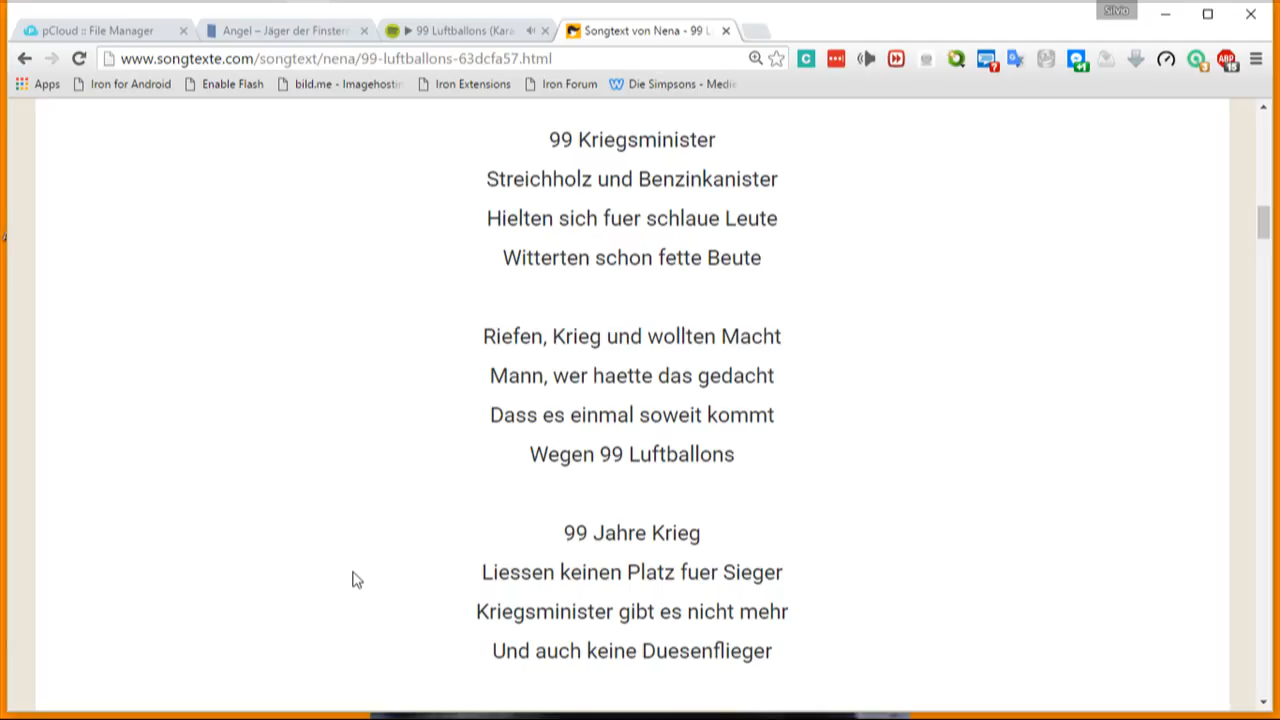 Silvio
pCloud :: File Manager
Angel – Jäger der Finstern
99 Luftballons (Kara
Songtext von Nena - 99 L
www.songtexte.com/songtext/nena/99-luftballons-63dcfa57.html
Apps
Iron for Android
Enable Flash
bild.me - Imagehostin
Iron Extensions
Iron Forum
Die Simpsons - Medie
99 Kriegsminister
Streichholz und Benzinkanister
Hielten sich fuer schlaue Leute
Witterten schon fette Beute
Riefen, Krieg und wollten Macht
Mann, wer haette das gedacht
Dass es einmal soweit kommt
Wegen 99 Luftballons
99 Jahre Krieg
Liessen keinen Platz fuer Sieger
Kriegsminister gibt es nicht mehr
Und auch keine Duesenflieger